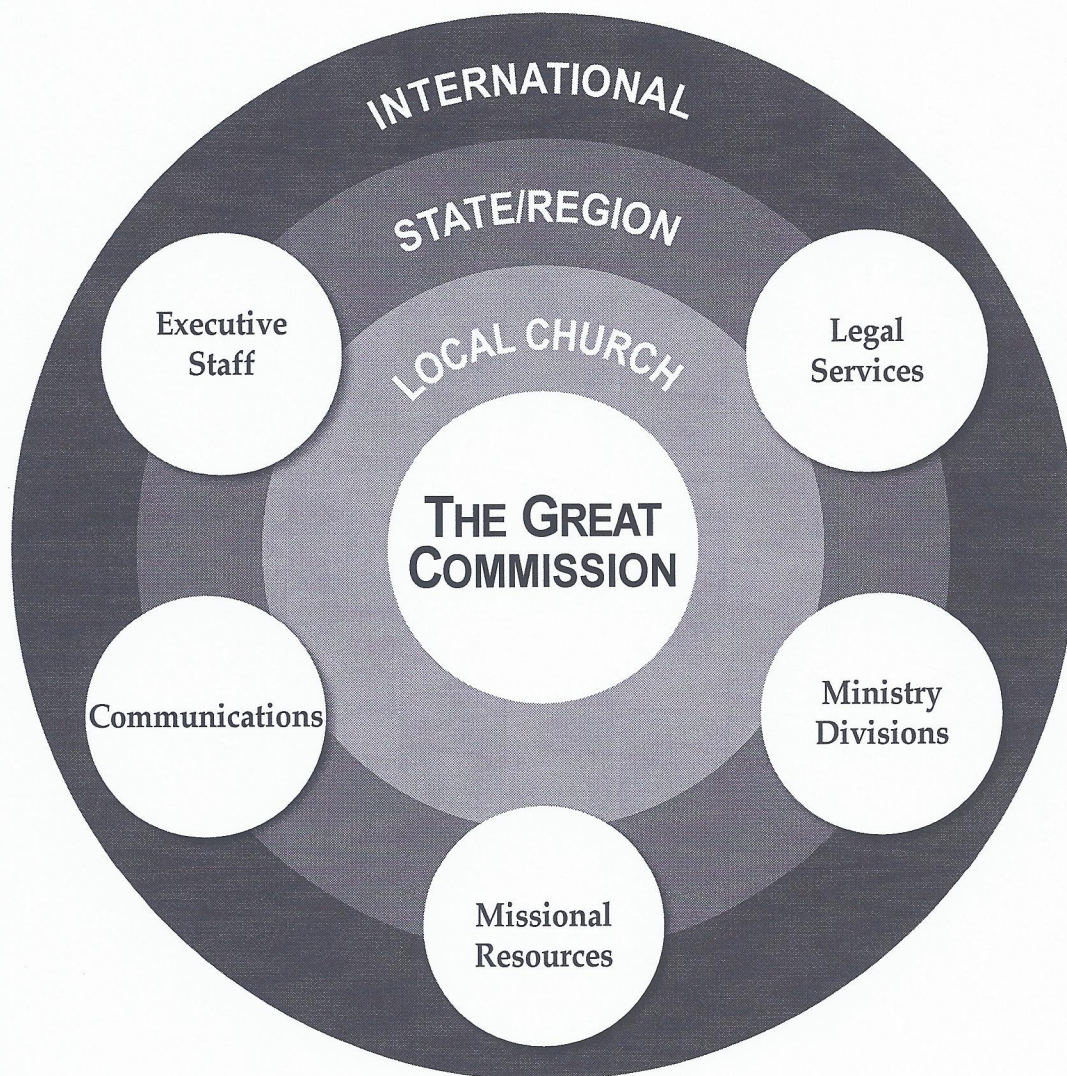 INTERNATIONAL
STATE/REGION
LOCAL CHURCH
Executive
Staff
Legal
Services
THE GREAT
COMMISSION
Communications
Ministry
Divisions
Missional
Resources